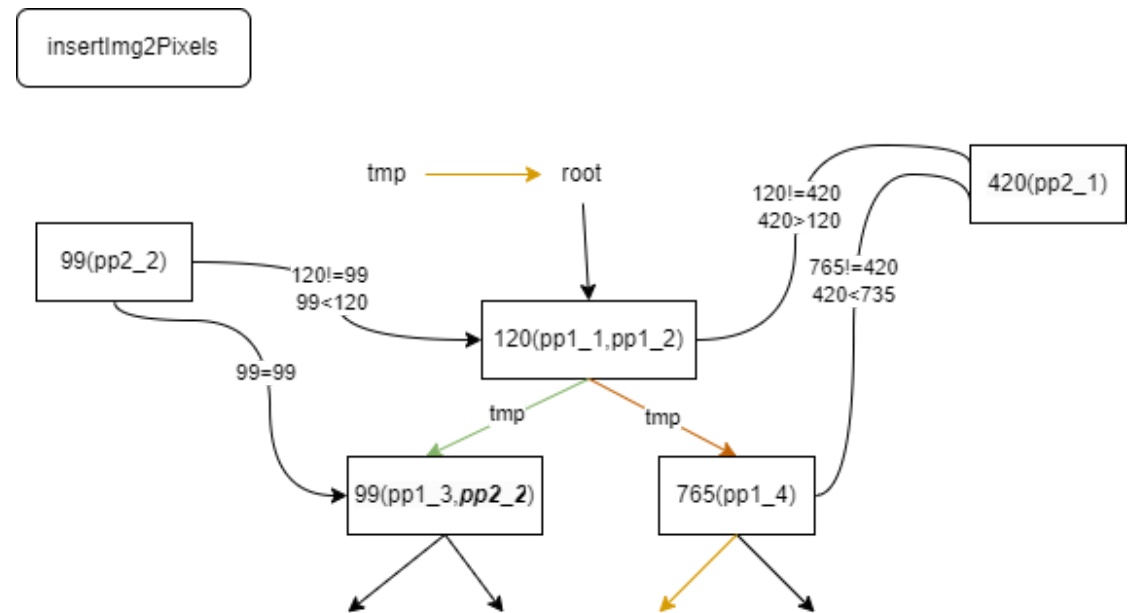 insertImg2Pixels
tmp
root
120!=420
420>120
420(pp2_1)
99(pp2_2)
120!=99
99<120
765!=420
420<735
120(pp1_1,pp1_2)
99=99
tmp
tmp
99(pp1_3,pp2_2)
765(pp1_4)